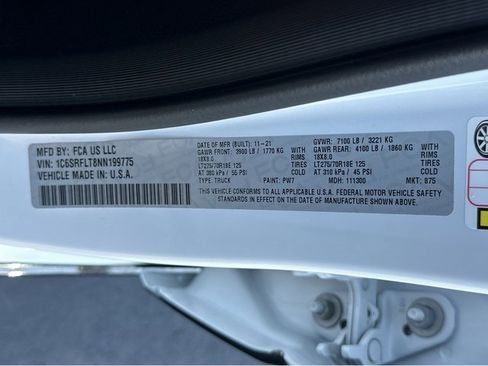 MFD BY: FCA US LLC
VIN: 1C6SRFLT8NN199775
VEHICLE MADE IN U.S.A.
DATE OF MFR (BUILT): 11-21 GVWR: 7100 LB / 3221 KG
GAWR FRONT: 3900 LB / 1770 KG GAWR REAR: 4100 LB / 1860 KG
18X8.0 RIMS 18X8.0 RIMS
LT275/70R18E 125 TIRES LT275/70R18E 125 TIRES
AT 380 kPa / 55 PSI COLD AT 310 kPa / 45 PSI COLD
THIS VEHICLE CONFORMS TO ALL APPLICABLE U.S.A. FEDERAL MOTOR VEHICLE SAFETY
STANDARDS IN EFFECT ON THE DATE OF MANUFACTURE SHOWN ABOVE.
TYPE: TRUCK PAINT: PW7 MDH: 111300 MKT: B75